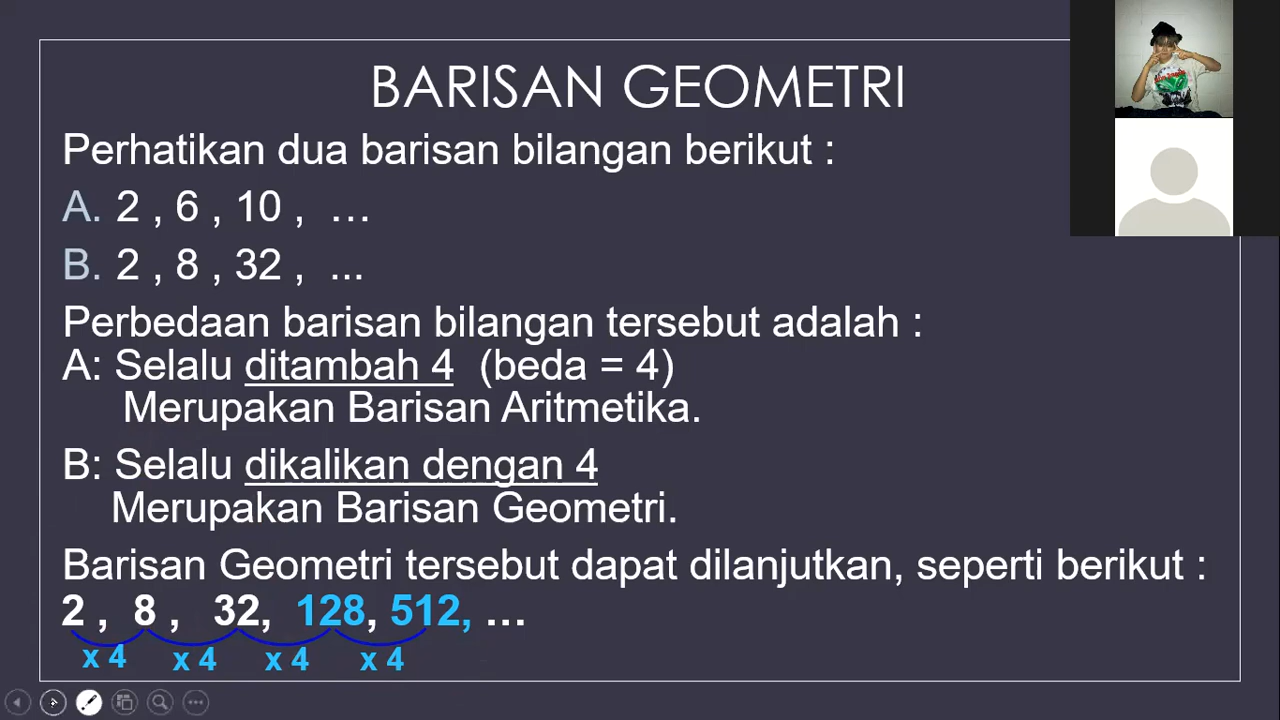 BARISAN GEOMETRI
Perhatikan dua barisan bilangan berikut :
A. 2 , 6 , 10 , …
B. 2 , 8 , 32 , ...
Perbedaan barisan bilangan tersebut adalah :
A: Selalu ditambah 4 (beda = 4)
Merupakan Barisan Aritmetika.
B: Selalu dikalikan dengan 4
Merupakan Barisan Geometri.
Barisan Geometri tersebut dapat dilanjutkan, seperti berikut :
2 , 8 , 32, 128, 512, …
x 4 x 4 x 4 x 4